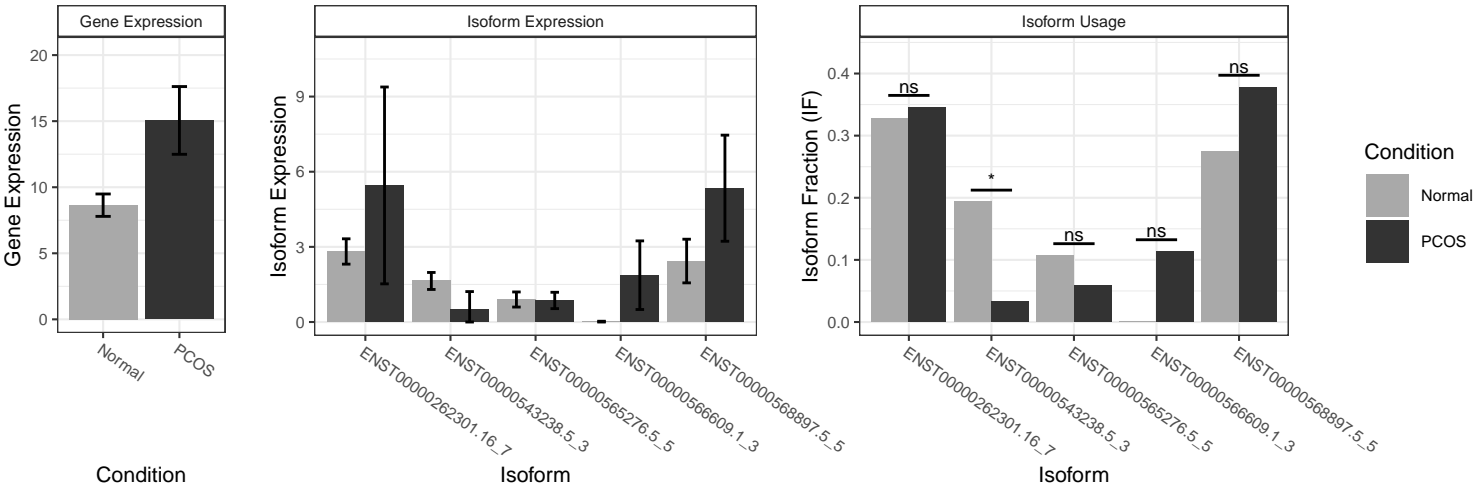 Gene Expression
Isoform Expression
Isoform Usage
Gene Expression
20
15
10
5
0
Normal
PCOS
Condition
Isoform Expression
9
6
3
0
ENST00000262301.16_7
ENST00000543238.5_3
ENST00000565276.5_5
ENST00000566609.1_3
ENST00000568897.5_5
Isoform
Isoform Fraction (IF)
0.4
0.3
0.2
0.1
0.0
ns
*
ns
ns
ns
ENST00000262301.16_7
ENST00000543238.5_3
ENST00000565276.5_5
ENST00000566609.1_3
ENST00000568897.5_5
Isoform
Condition
Normal
PCOS